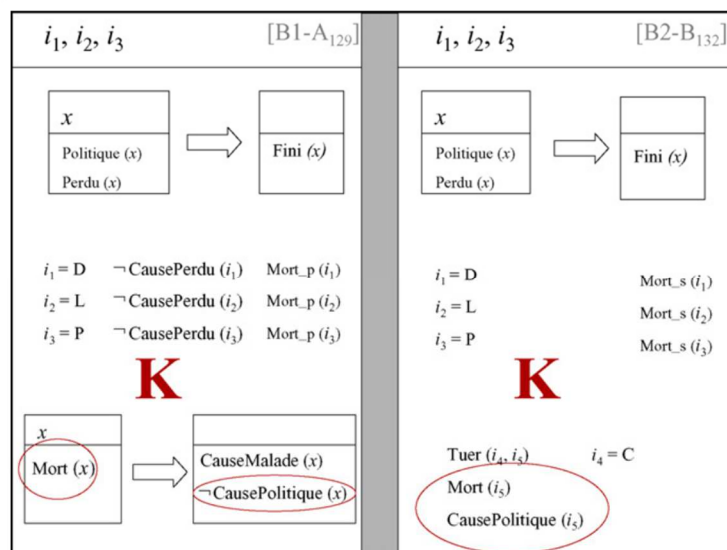 i₁, i₂, i₃ [B1-A₁₂₉]
x
Politique (x)
Perdu (x)
Fini (x)
i₁ = D ¬ CausePerdu (i₁) Mort_p (i₁)
i₂ = L ¬ CausePerdu (i₂) Mort_p (i₂)
i₃ = P ¬ CausePerdu (i₃) Mort_p (i₃)
K
x
Mort (x)
CauseMalade (x)
¬ CausePolitique (x)
i₁, i₂, i₃ [B2-B₁₃₂]
x
Politique (x)
Perdu (x)
Fini (x)
i₁ = D Mort_s (i₁)
i₂ = L Mort_s (i₂)
i₃ = P Mort_s (i₃)
K
Tuer (i₄, i₅) i₄ = C
Mort (i₅)
CausePolitique (i₅)